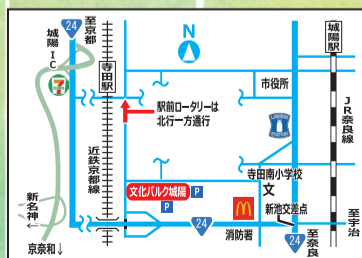 24
至京都
城陽IC
寺田駅
N
城陽駅
市役所
LAWSON
駅前ロータリーは
北行一方通行
JR奈良線
近鉄京都線
寺田南小学校
文
文化パルク城陽
P
P
M
新池交差点
新名神←
24
消防署
24
至宇治
至奈良
京奈和↓